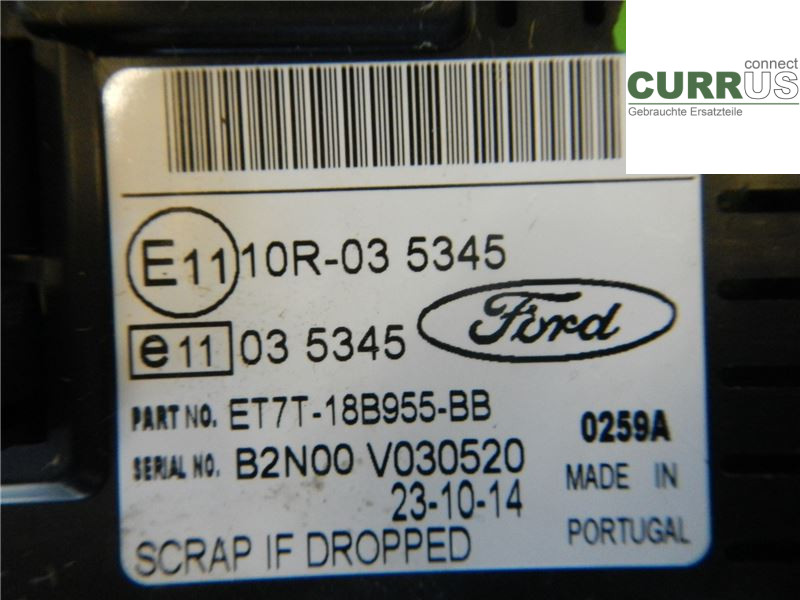 connect
CURRUS
Gebrauchte Ersatzteile
E11 10R-03 5345
e11 03 5345
Ford
PART NO. ET7T-18B955-BB
SERIAL NO. B2N00 V030520
0259A
23-10-14
MADE IN
PORTUGAL
SCRAP IF DROPPED